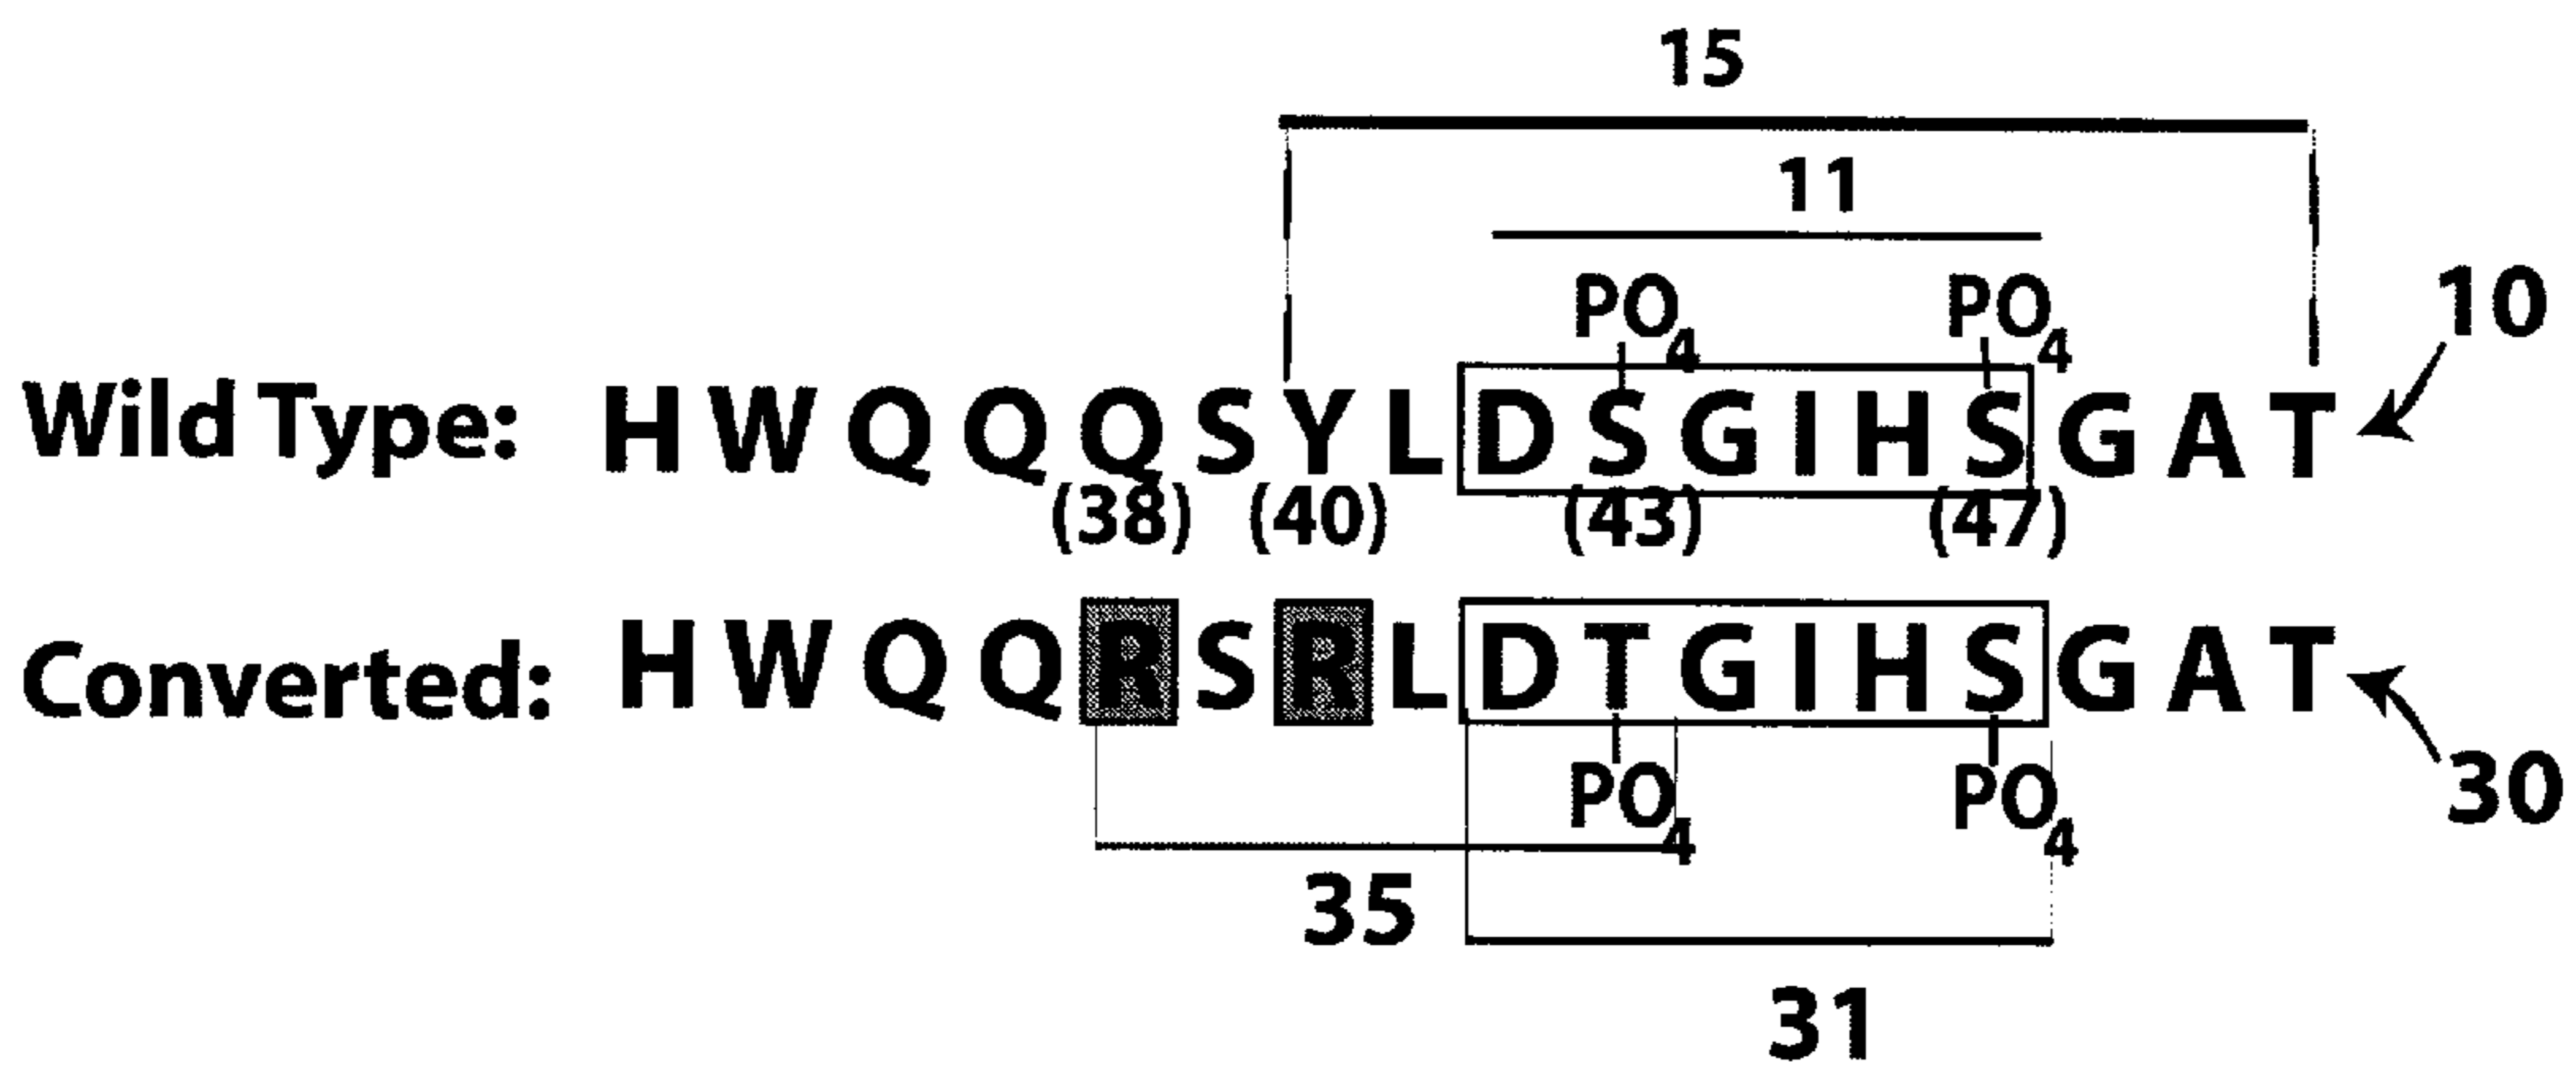 15
11
PO4 PO4
10
Wild Type: H W Q Q Q S Y L D S G I H S G A T
(38) (40) (43) (47)
Converted: H W Q Q R S R L D T G I H S G A T
PO4 PO4
30
35
31